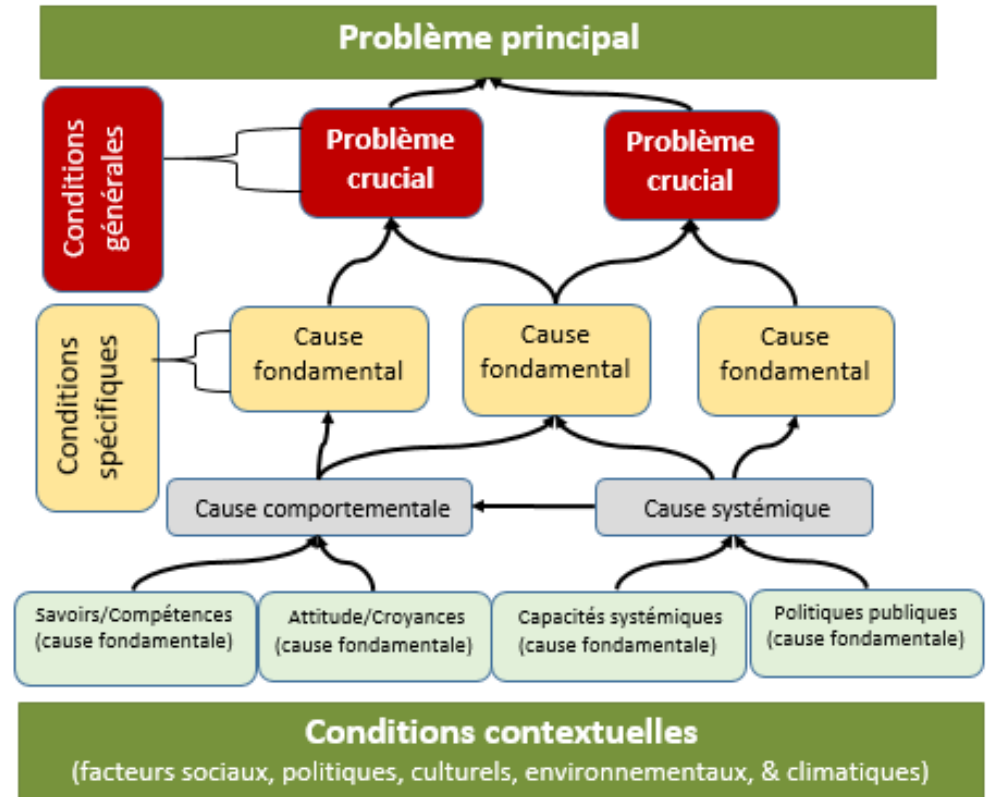 Problème principal
Conditions
générales
Problème
crucial
Problème
crucial
Conditions
spécifiques
Cause
fondamental
Cause
fondamental
Cause
fondamental
Cause comportementale
Cause systémique
Savoirs/Compétences
(cause fondamentale)
Attitude/Croyances
(cause fondamentale)
Capacités systémiques
(cause fondamentale)
Politiques publiques
(cause fondamentale)
Conditions contextuelles
(facteurs sociaux, politiques, culturels, environnementaux, & climatiques)